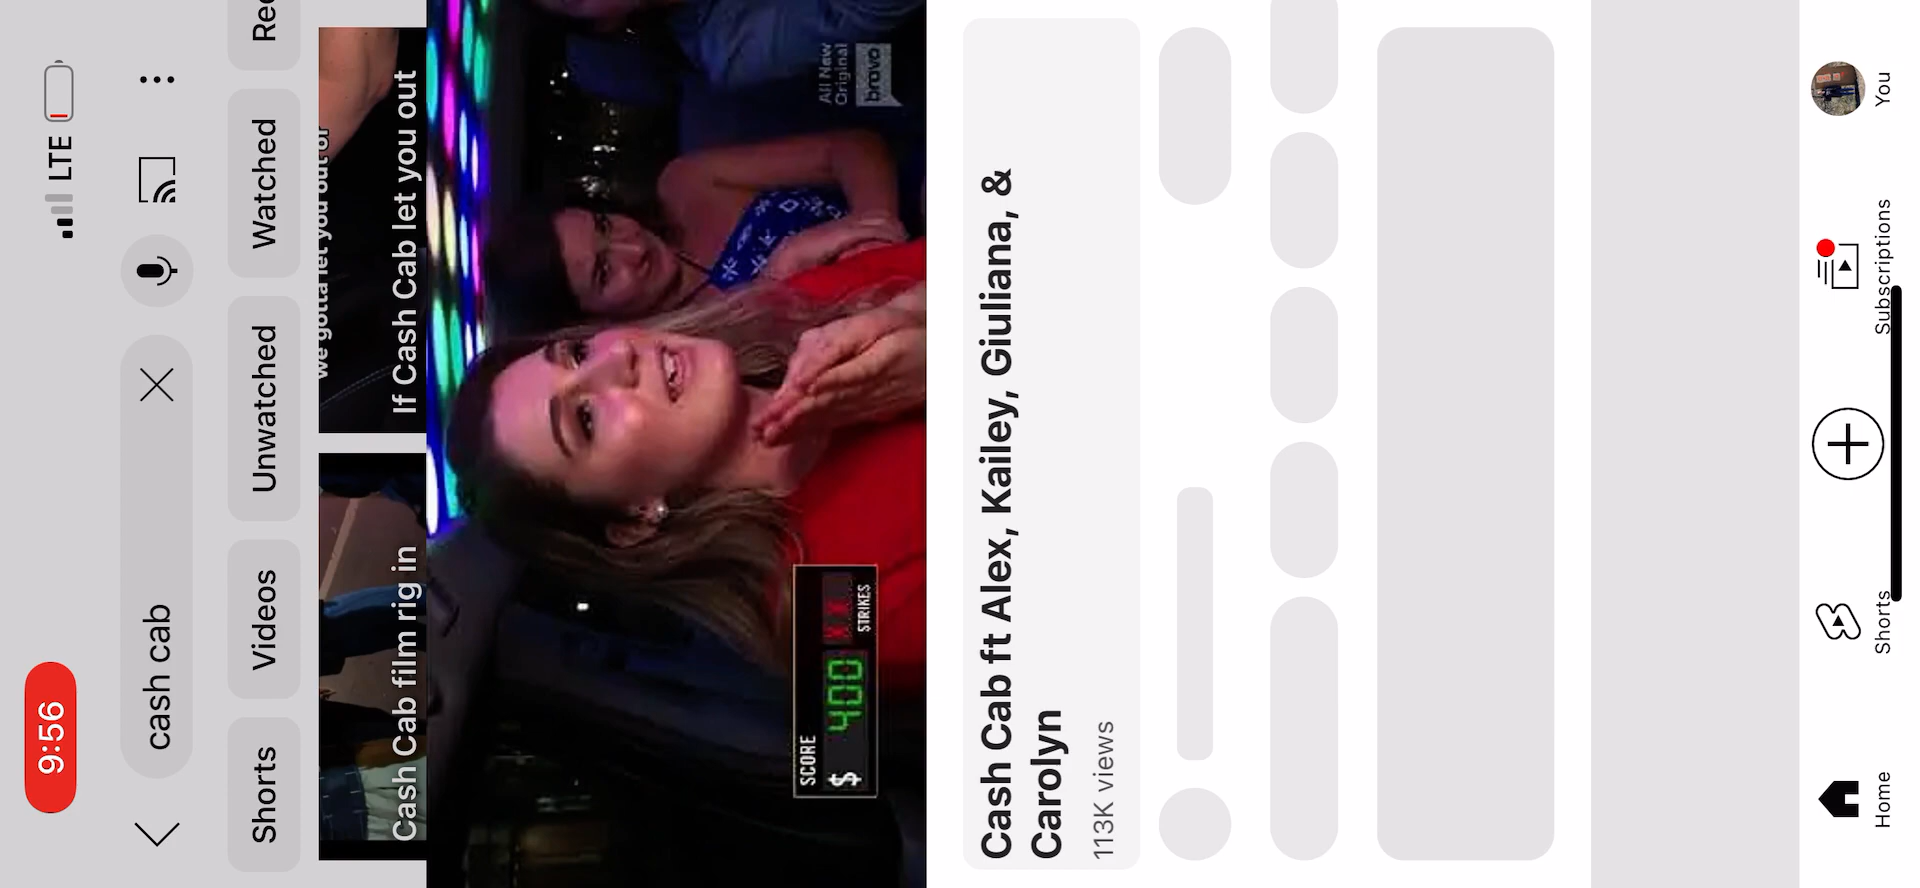 9:56
LTE
cash cab
Shorts
Videos
Unwatched
Watched
we gotta let you out of
Cash Cab film rig in
If Cash Cab let you out
All New
Original
bravo
SCORE
$ 400
X X
STRIKES
Cash Cab ft Alex, Kailey, Giuliana, &
Carolyn
113K views
Home
Shorts
Subscriptions
You